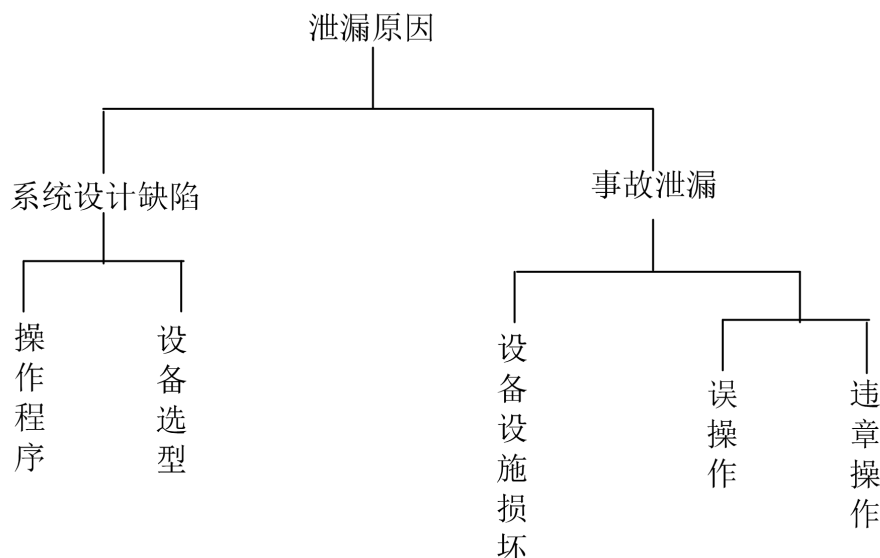 泄漏原因
系统设计缺陷
事故泄漏
操作程序
设备选型
设备设施损坏
误操作
违章操作